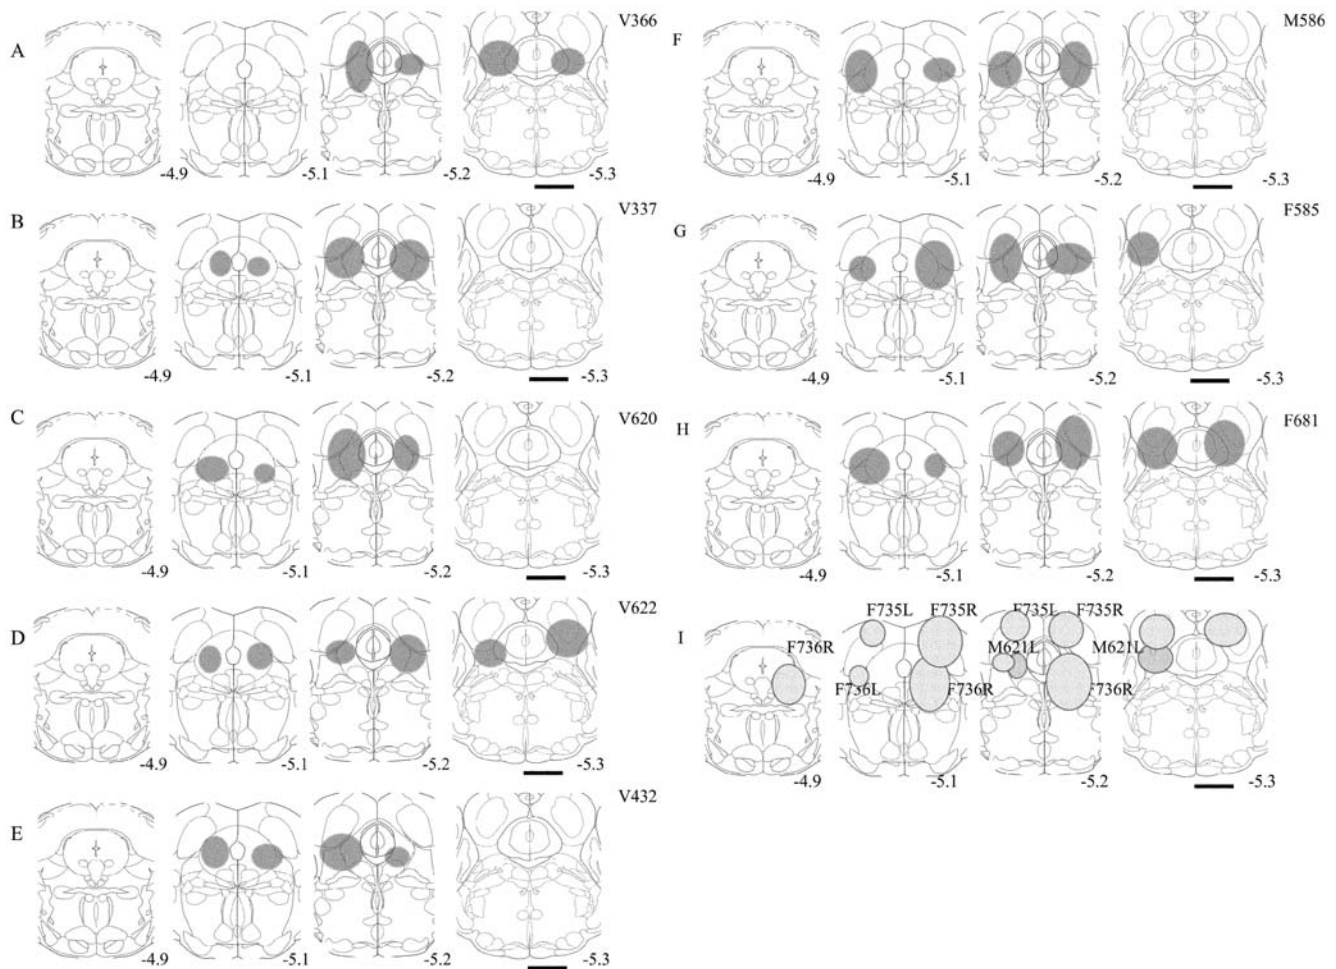 A V366
-4.9 -5.1 -5.2 -5.3
B V337
-4.9 -5.1 -5.2 -5.3
C V620
-4.9 -5.1 -5.2 -5.3
D V622
-4.9 -5.1 -5.2 -5.3
E V432
-4.9 -5.1 -5.2 -5.3
F M586
-4.9 -5.1 -5.2 -5.3
G F585
-4.9 -5.1 -5.2 -5.3
H F681
-4.9 -5.1 -5.2 -5.3
F735L F735R F735L F735R
I F736R M621L M621L
F736L F736R F736R
-4.9 -5.1 -5.2 -5.3